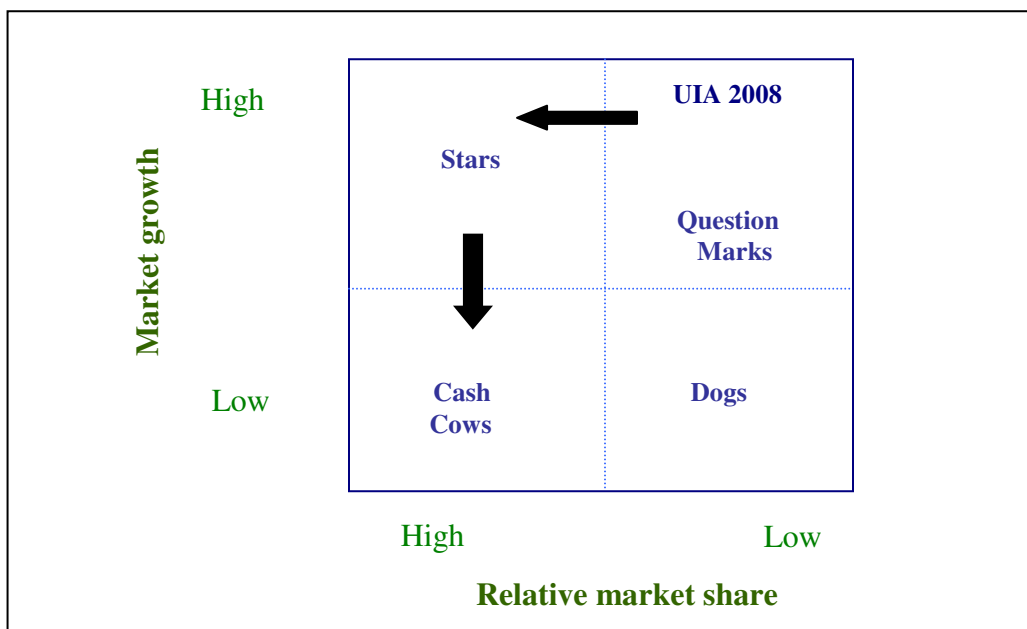 High
UIA 2008
Stars
Market growth
Question
Marks
Low
Cash
Cows
Dogs
High
Low
Relative market share